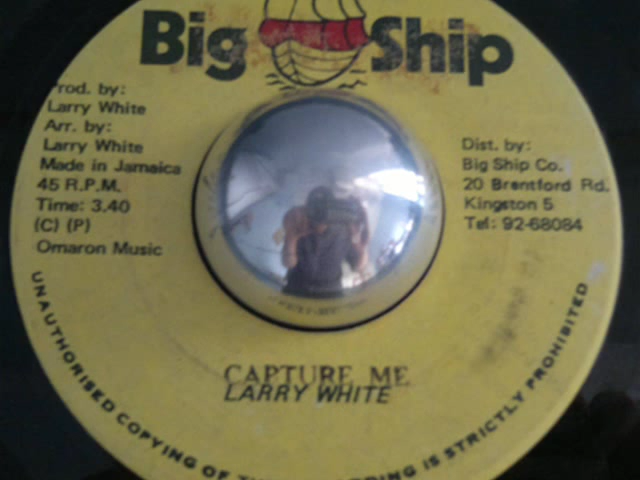 Big Ship
Prod. by:
Larry White
Arr. by:
Larry White
Made in Jamaica
45 R.P.M.
Time: 3.40
(C) (P)
Omaron Music
Dist. by:
Big Ship Co.
20 Brentford Rd.
Kingston 5
Tel: 92-68084
CAPTURE ME
LARRY WHITE
UNAUTHORISED COPYING OF IS STRICTLY PROHIBITED